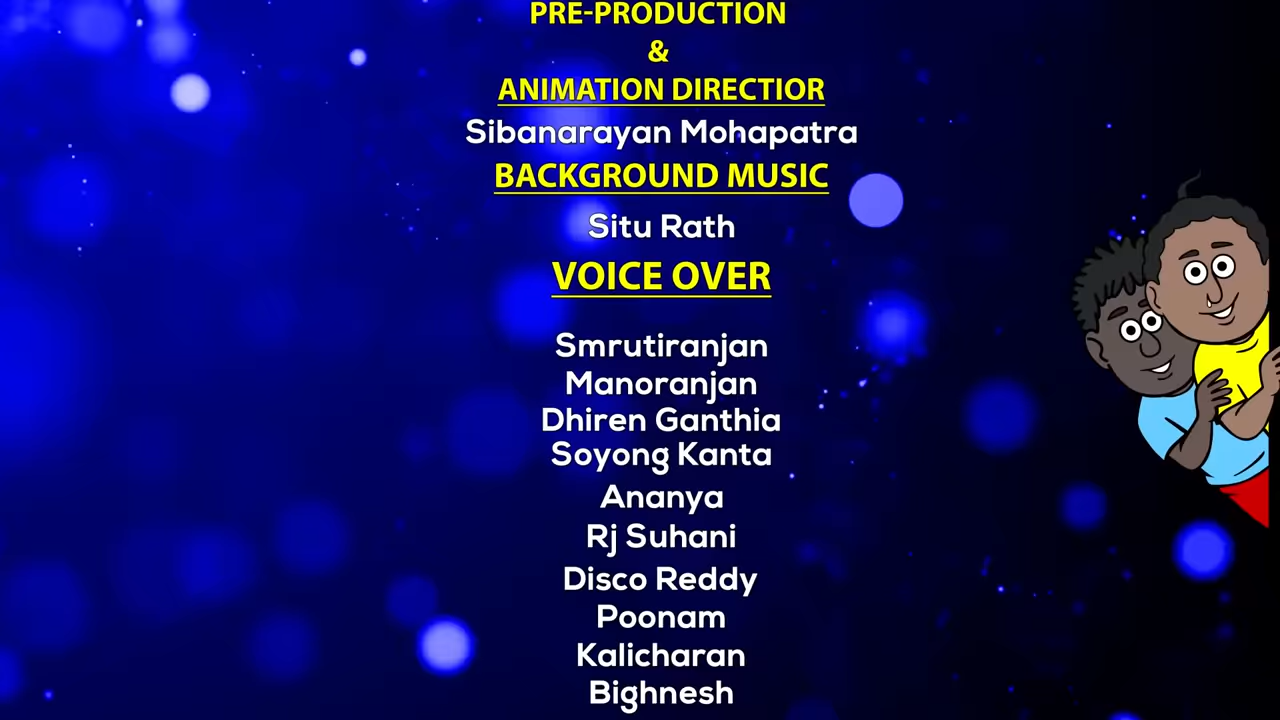 PRE-PRODUCTION
&
ANIMATION DIRECTIOR
Sibanarayan Mohapatra
BACKGROUND MUSIC
Situ Rath
VOICE OVER
Smrutiranjan
Manoranjan
Dhiren Ganthia
Soyong Kanta
Ananya
Rj Suhani
Disco Reddy
Poonam
Kalicharan
Bighnesh